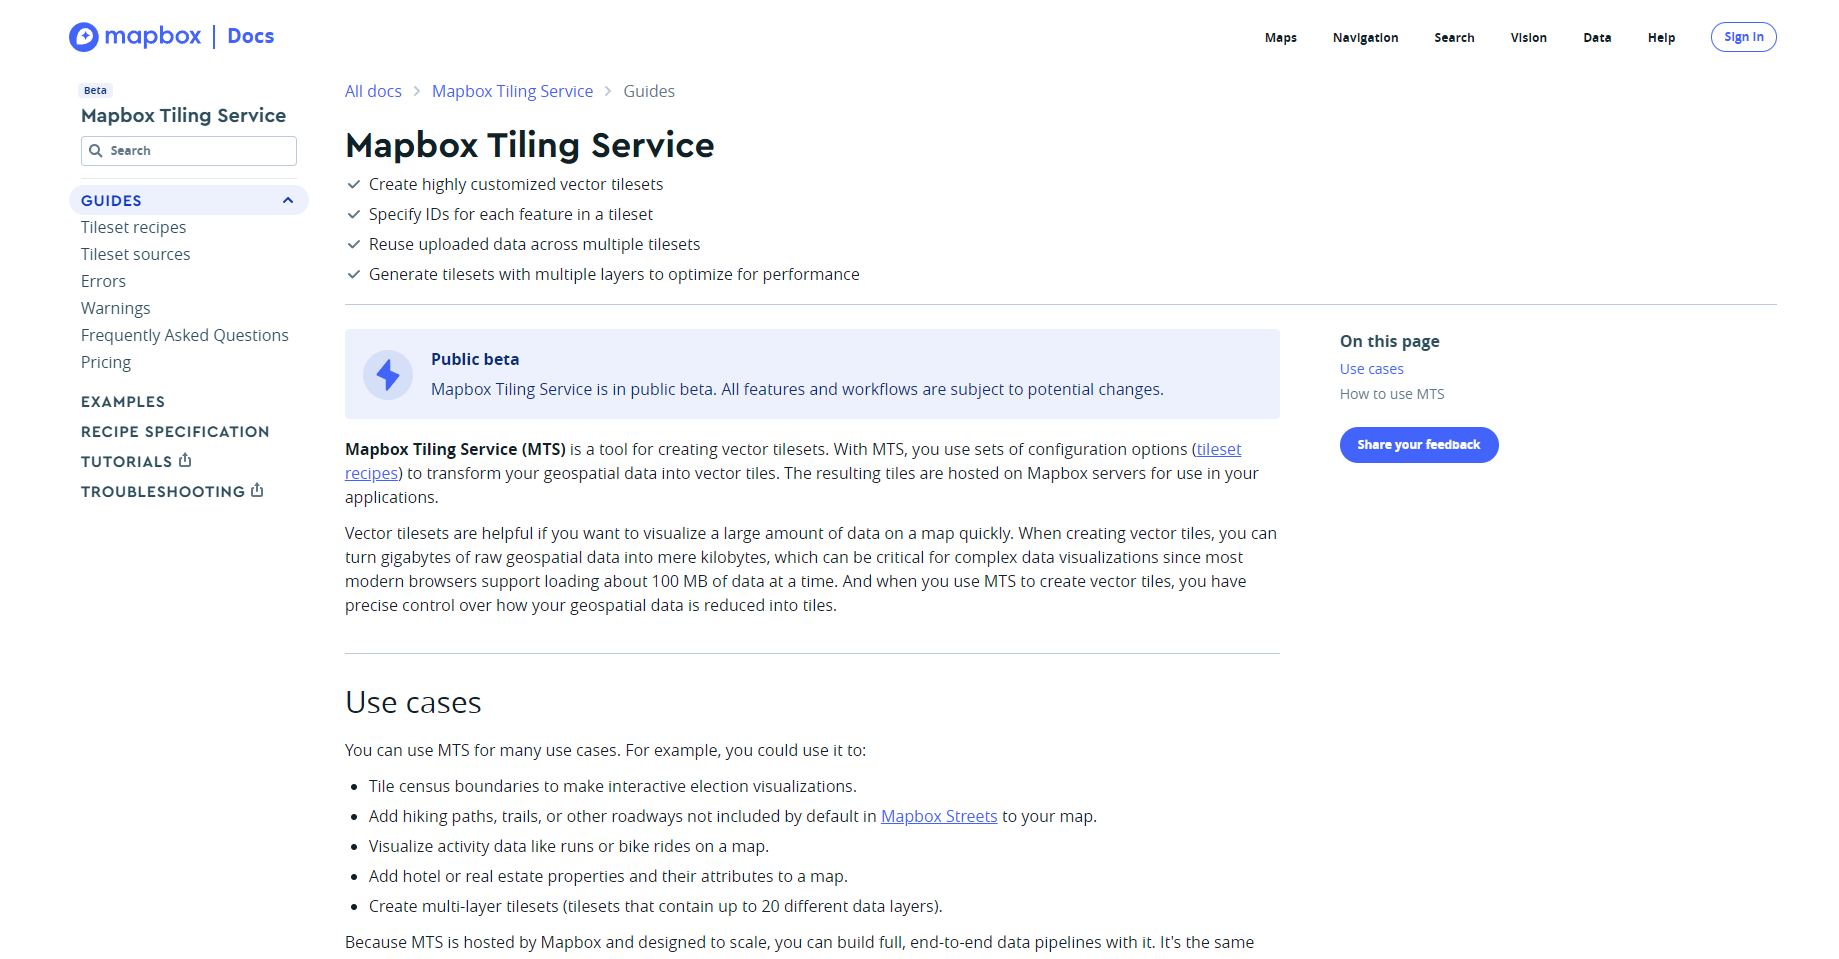 mapbox | Docs
Maps Navigation Search Vision Data Help Sign in
Beta
Mapbox Tiling Service
Search
GUIDES
Tileset recipes
Tileset sources
Errors
Warnings
Frequently Asked Questions
Pricing
EXAMPLES
RECIPE SPECIFICATION
TUTORIALS
TROUBLESHOOTING
All docs > Mapbox Tiling Service > Guides
Mapbox Tiling Service
Create highly customized vector tilesets
Specify IDs for each feature in a tileset
Reuse uploaded data across multiple tilesets
Generate tilesets with multiple layers to optimize for performance
Public beta
Mapbox Tiling Service is in public beta. All features and workflows are subject to potential changes.
Mapbox Tiling Service (MTS) is a tool for creating vector tilesets. With MTS, you use sets of configuration options (tileset
recipes) to transform your geospatial data into vector tiles. The resulting tiles are hosted on Mapbox servers for use in your
applications.
Vector tilesets are helpful if you want to visualize a large amount of data on a map quickly. When creating vector tiles, you can
turn gigabytes of raw geospatial data into mere kilobytes, which can be critical for complex data visualizations since most
modern browsers support loading about 100 MB of data at a time. And when you use MTS to create vector tiles, you have
precise control over how your geospatial data is reduced into tiles.
Use cases
You can use MTS for many use cases. For example, you could use it to:
• Tile census boundaries to make interactive election visualizations.
• Add hiking paths, trails, or other roadways not included by default in Mapbox Streets to your map.
• Visualize activity data like runs or bike rides on a map.
• Add hotel or real estate properties and their attributes to a map.
• Create multi-layer tilesets (tilesets that contain up to 20 different data layers).
Because MTS is hosted by Mapbox and designed to scale, you can build full, end-to-end data pipelines with it. It's the same
On this page
Use cases
How to use MTS
Share your feedback